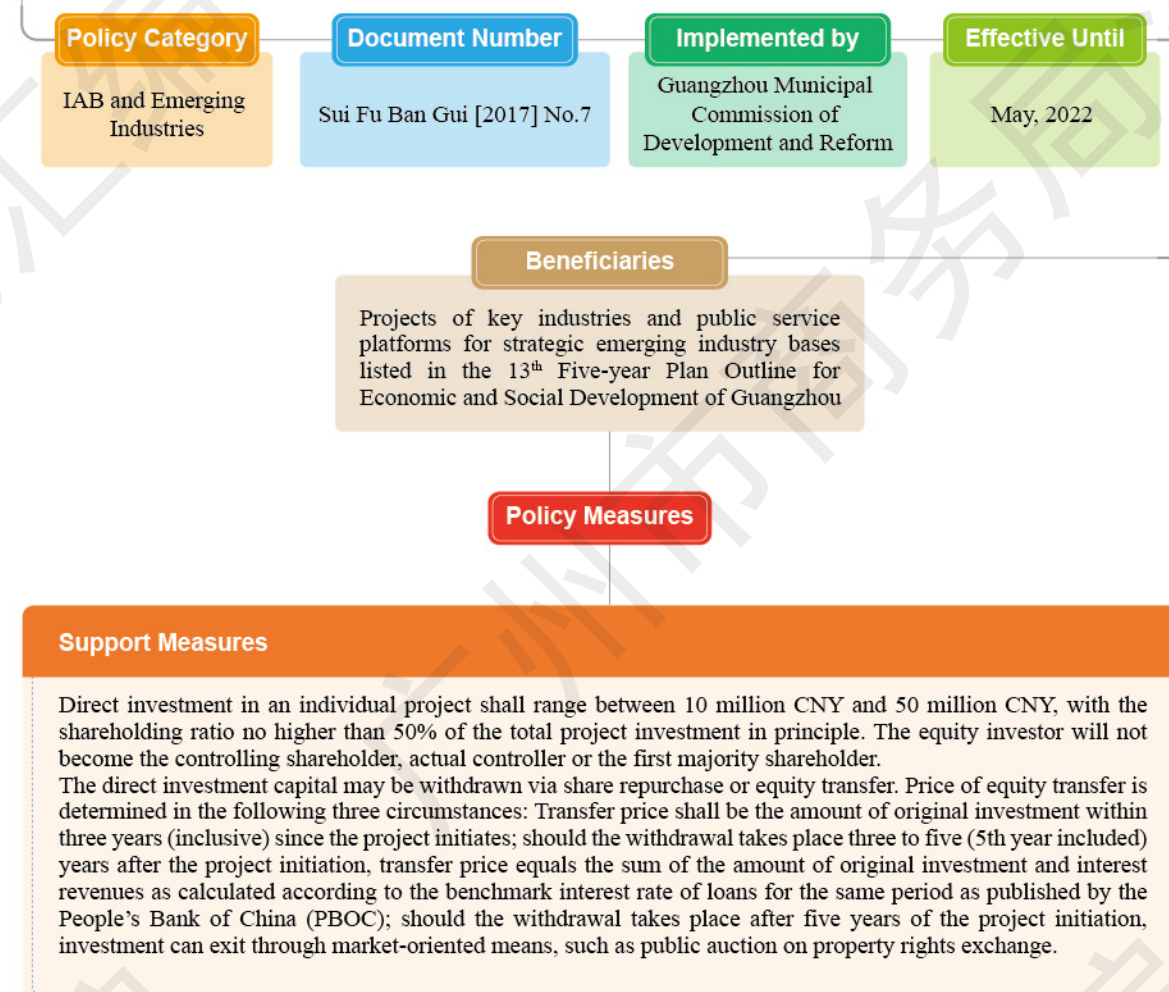 Policy Category
Document Number
Implemented by
Effective Until
IAB and Emerging
Industries
Sui Fu Ban Gui [2017] No.7
Guangzhou Municipal
Commission of
Development and Reform
May, 2022
Beneficiaries
Projects of key industries and public service
platforms for strategic emerging industry bases
listed in the 13th Five-year Plan Outline for
Economic and Social Development of Guangzhou
Policy Measures
Support Measures
Direct investment in an individual project shall range between 10 million CNY and 50 million CNY, with the
shareholding ratio no higher than 50% of the total project investment in principle. The equity investor will not
become the controlling shareholder, actual controller or the first majority shareholder.
The direct investment capital may be withdrawn via share repurchase or equity transfer. Price of equity transfer is
determined in the following three circumstances: Transfer price shall be the amount of original investment within
three years (inclusive) since the project initiates; should the withdrawal takes place three to five (5th year included)
years after the project initiation, transfer price equals the sum of the amount of original investment and interest
revenues as calculated according to the benchmark interest rate of loans for the same period as published by the
People's Bank of China (PBOC); should the withdrawal takes place after five years of the project initiation,
investment can exit through market-oriented means, such as public auction on property rights exchange.
广州市商务局
汇编